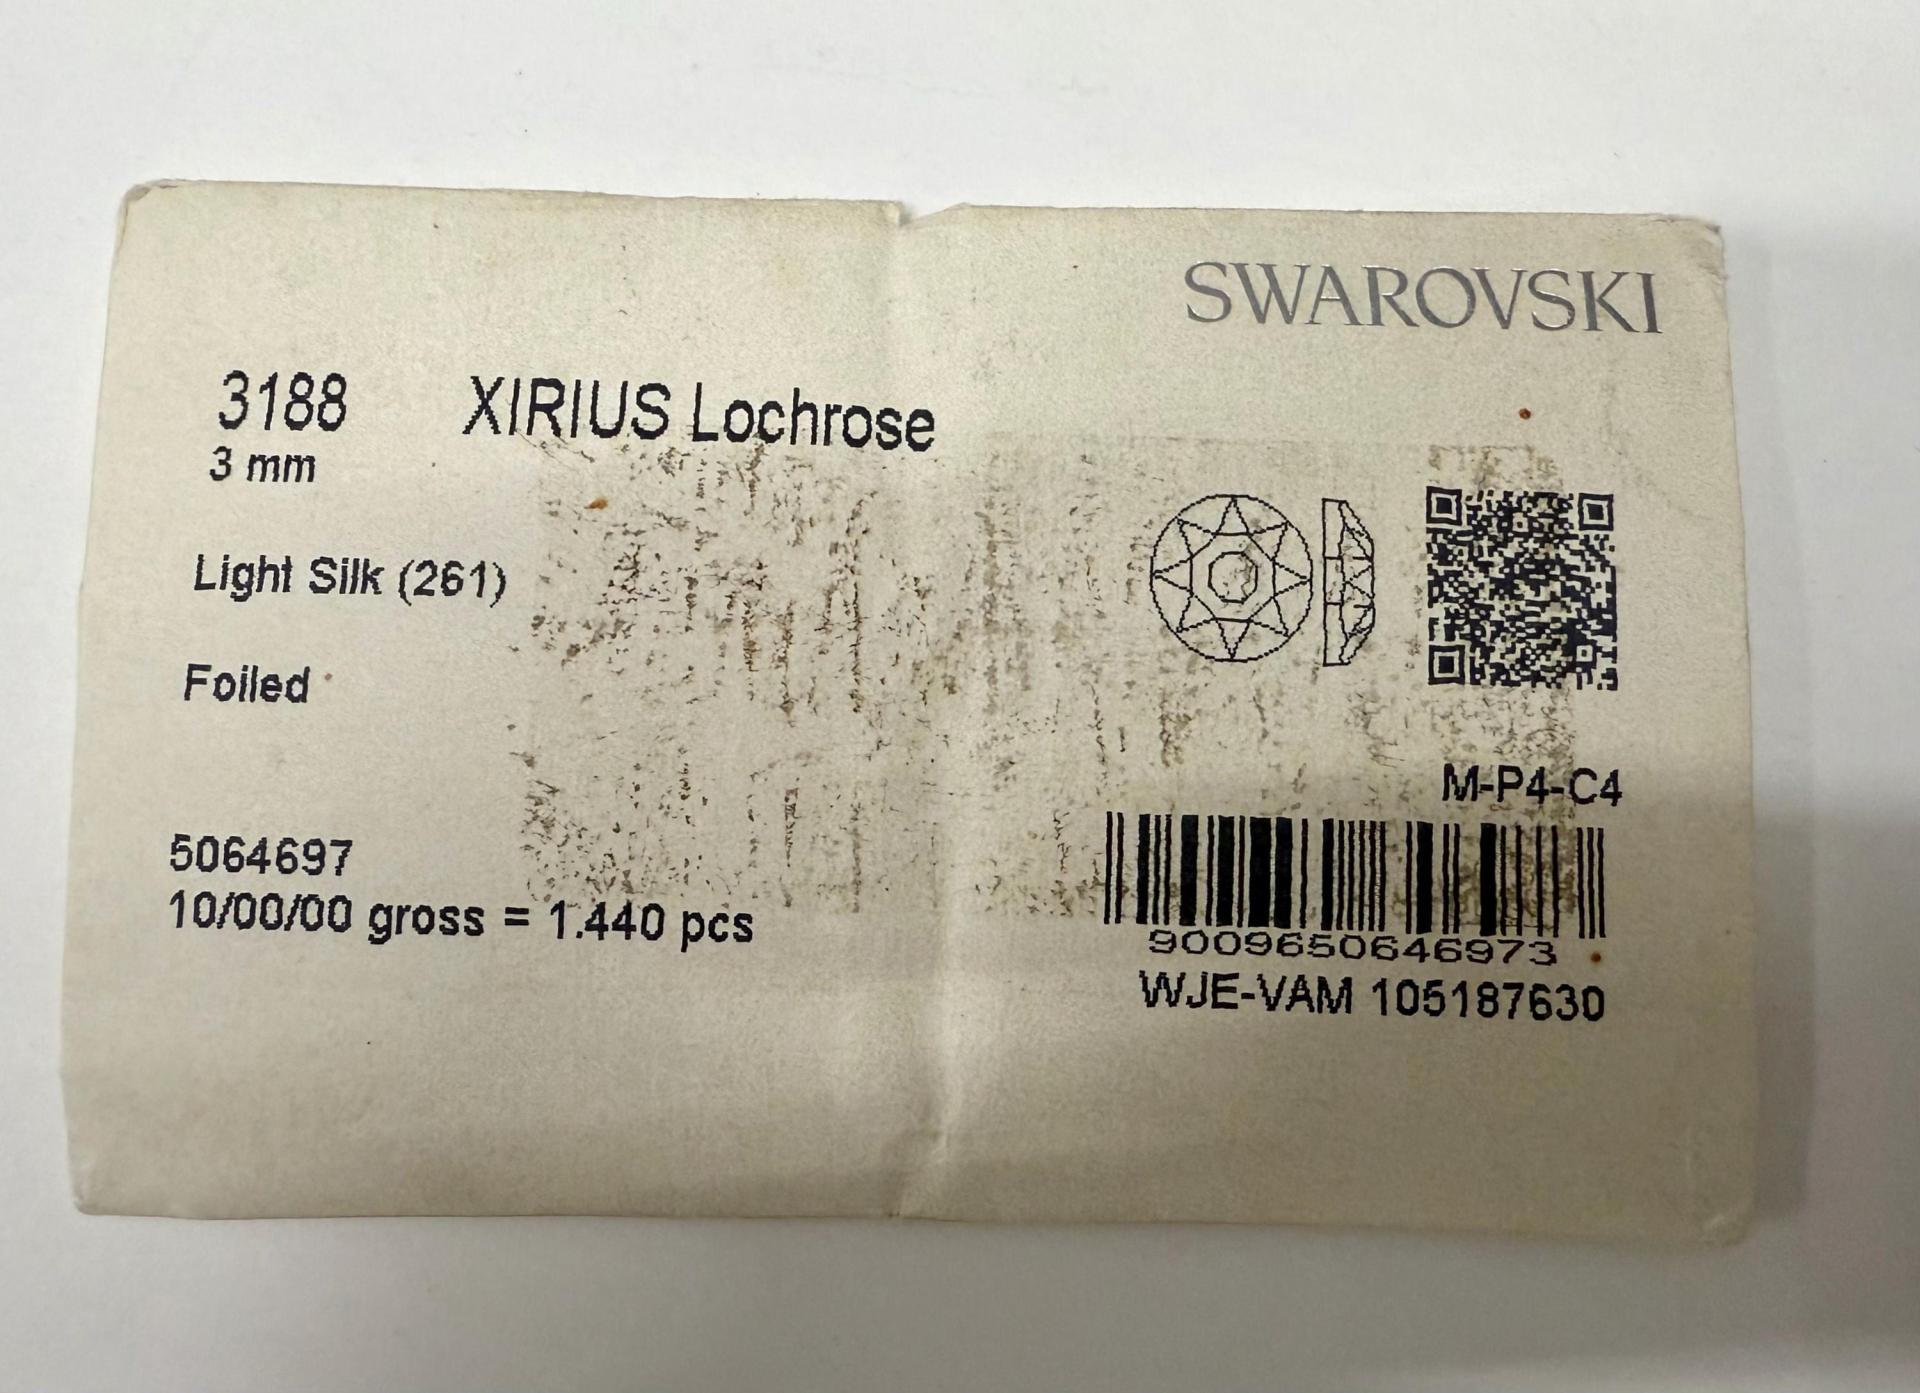 SWAROVSKI
3188 XIRIUS Lochrose
3 mm
Light Silk (261)
Foiled
M-P4-C4
5064697
10/00/00 gross = 1.440 pcs
9009650646973
WJE-VAM 105187630